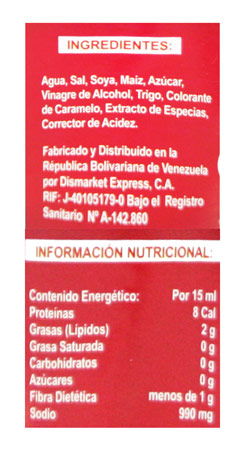 INGREDIENTES:
Agua, Sal, Soya, Maíz, Azúcar,
Vinagre de Alcohol, Trigo, Colorante
de Caramelo, Extracto de Especias,
Corrector de Acidez.
Fabricado y Distribuido en la
República Bolivariana de Venezuela
por Dismarket Express, C.A.
RIF: J-40105179-0 Bajo el Registro
Sanitario Nº A-142.860
INFORMACIÓN NUTRICIONAL:
Contenido Energético: Por 15 ml
Proteínas 8 Cal
Grasas (Lípidos) 2 g
Grasa Saturada 0 g
Carbohidratos 0 g
Azúcares 0 g
Fibra Dietética menos de 1 g
Sodio 990 mg